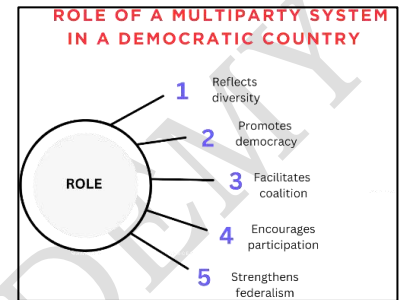 ROLE OF A MULTIPARTY SYSTEM
IN A DEMOCRATIC COUNTRY
1 Reflects
diversity
2 Promotes
democracy
3 Facilitates
coalition
ROLE
4 Encourages
participation
5 Strengthens
federalism
DEMY